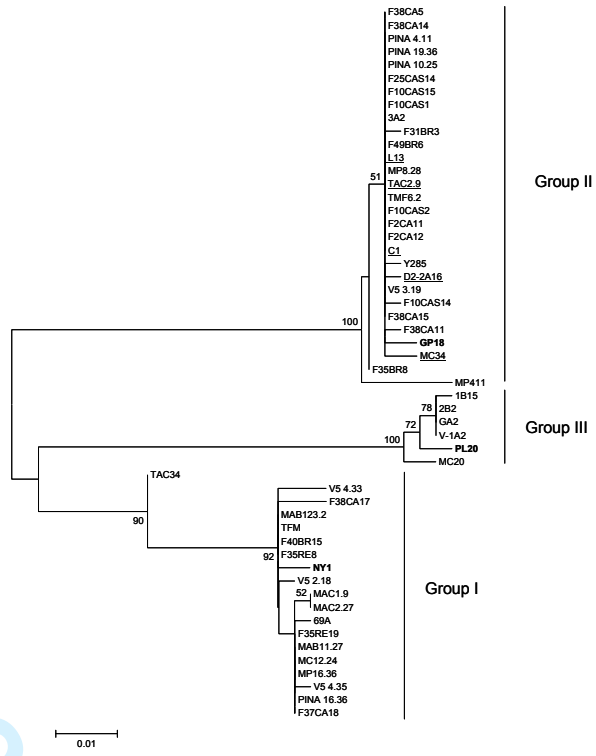 F38CA5
F38CA14
PINA 4.11
PINA 19.36
PINA 10.25
F25CAS14
F10CAS15
F10CAS1
3A2
F31BR3
F49BR6
L13
MP8.28
51
TAC2.9
Group II
TMF6.2
F10CAS2
F2CA11
F2CA12
C1
Y285
D2-2A16
V5 3.19
F10CAS14
F38CA15
100
F38CA11
GP18
MC34
F35BR8
MP411
1B15
78
2B2
GA2
Group III
72
V-1A2
100
PL20
MC20
TAC34
V5 4.33
F38CA17
MAB123.2
90
TFM
F40BR15
92
F35RE8
NY1
V5 2.18
Group I
52
MAC1.9
MAC2.27
69A
F35RE19
MAB11.27
MC12.24
MP16.36
V5 4.35
PINA 16.36
F37CA18
0.01